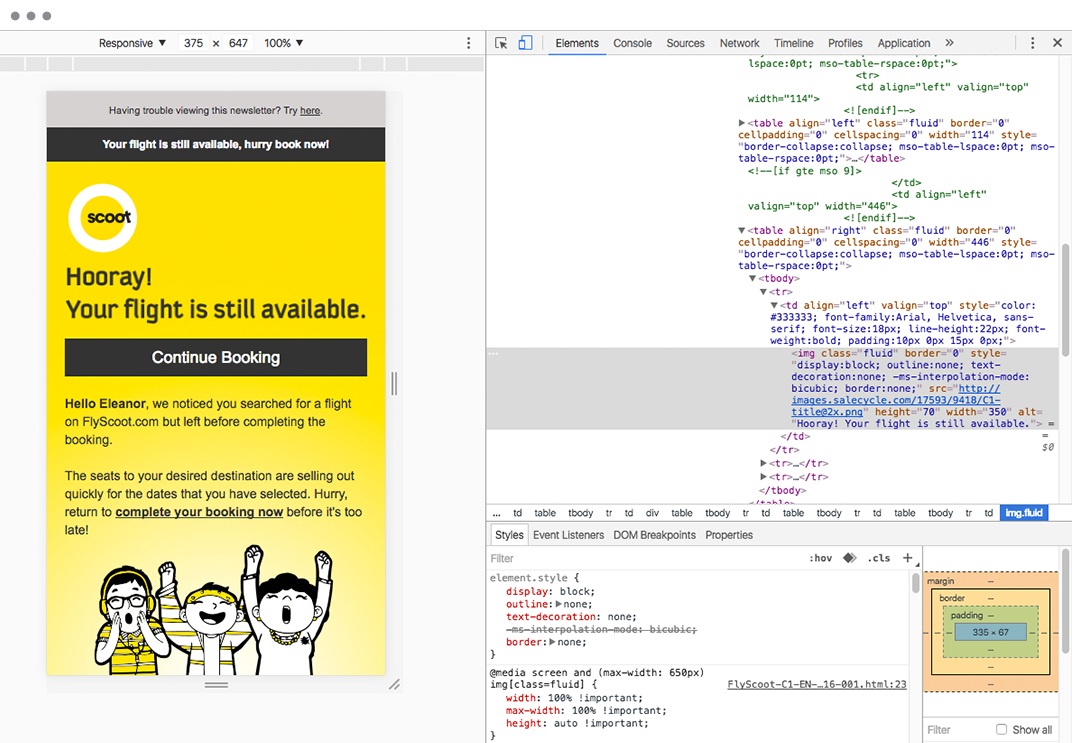 Responsive ▼ 375 × 647 100% ▼
Having trouble viewing this newsletter? Try here.
Your flight is still available, hurry book now!
scoot
Hooray!
Your flight is still available.
Continue Booking
Hello Eleanor, we noticed you searched for a flight
on FlyScoot.com but left before completing the
booking.
The seats to your desired destination are selling out
quickly for the dates that you have selected. Hurry,
return to complete your booking now before it's too
late!
Elements Console Sources Network Timeline Profiles Application »
lspace:0pt; mso-table-rspace:0pt;">
<tr>
<td align="left" valign="top"
width="114">
<![endif]-->
▶<table align="left" class="fluid" border="0"
cellpadding="0" cellspacing="0" width="114" style=
"border-collapse:collapse; mso-table-lspace:0pt; mso-
table-rspace:0pt;">…</table>
<!--[if gte mso 9]>
</td>
<td align="left"
valign="top" width="446">
<![endif]-->
▼<table align="right" class="fluid" border="0"
cellpadding="0" cellspacing="0" width="446" style=
"border-collapse:collapse; mso-table-lspace:0pt; mso-
table-rspace:0pt;">
▼<tbody>
▼<tr>
▼<td align="left" valign="top" style="color:
#333333; font-family:Arial, Helvetica, sans-
serif; font-size:18px; line-height:22px; font-
weight:bold; padding:10px 0px 15px 0px;">
<img class="fluid" border="0" style=
"display:block; outline:none; text-
decoration:none; -ms-interpolation-mode:
bicubic; border:none;" src="http://
images.salecycle.com/17593/9418/C1-
title@2x.png" height="70" width="350" alt=
"Hooray! Your flight is still available."> =
</td> =
</tr> $0
▶<tr>…</tr>
▶<tr>…</tr>
</tbody>
</table>
... td table tbody tr td div table tbody tr td table tbody tr td table tbody tr td img.fluid
Styles Event Listeners DOM Breakpoints Properties
Filter :hov .cls +
element.style {
display: block;
outline:▶none;
text-decoration: none;
-ms-interpolation-mode: bicubic;
border:▶none;
}
@media screen and (max-width: 650px)
img[class=fluid] { FlyScoot-C1-EN-…16-001.html:23
width: 100% !important;
max-width: 100% !important;
height: auto !important;
}
margin –
border –
padding –
– – – 335 × 67 – – –
–
–
–
Filter Show all